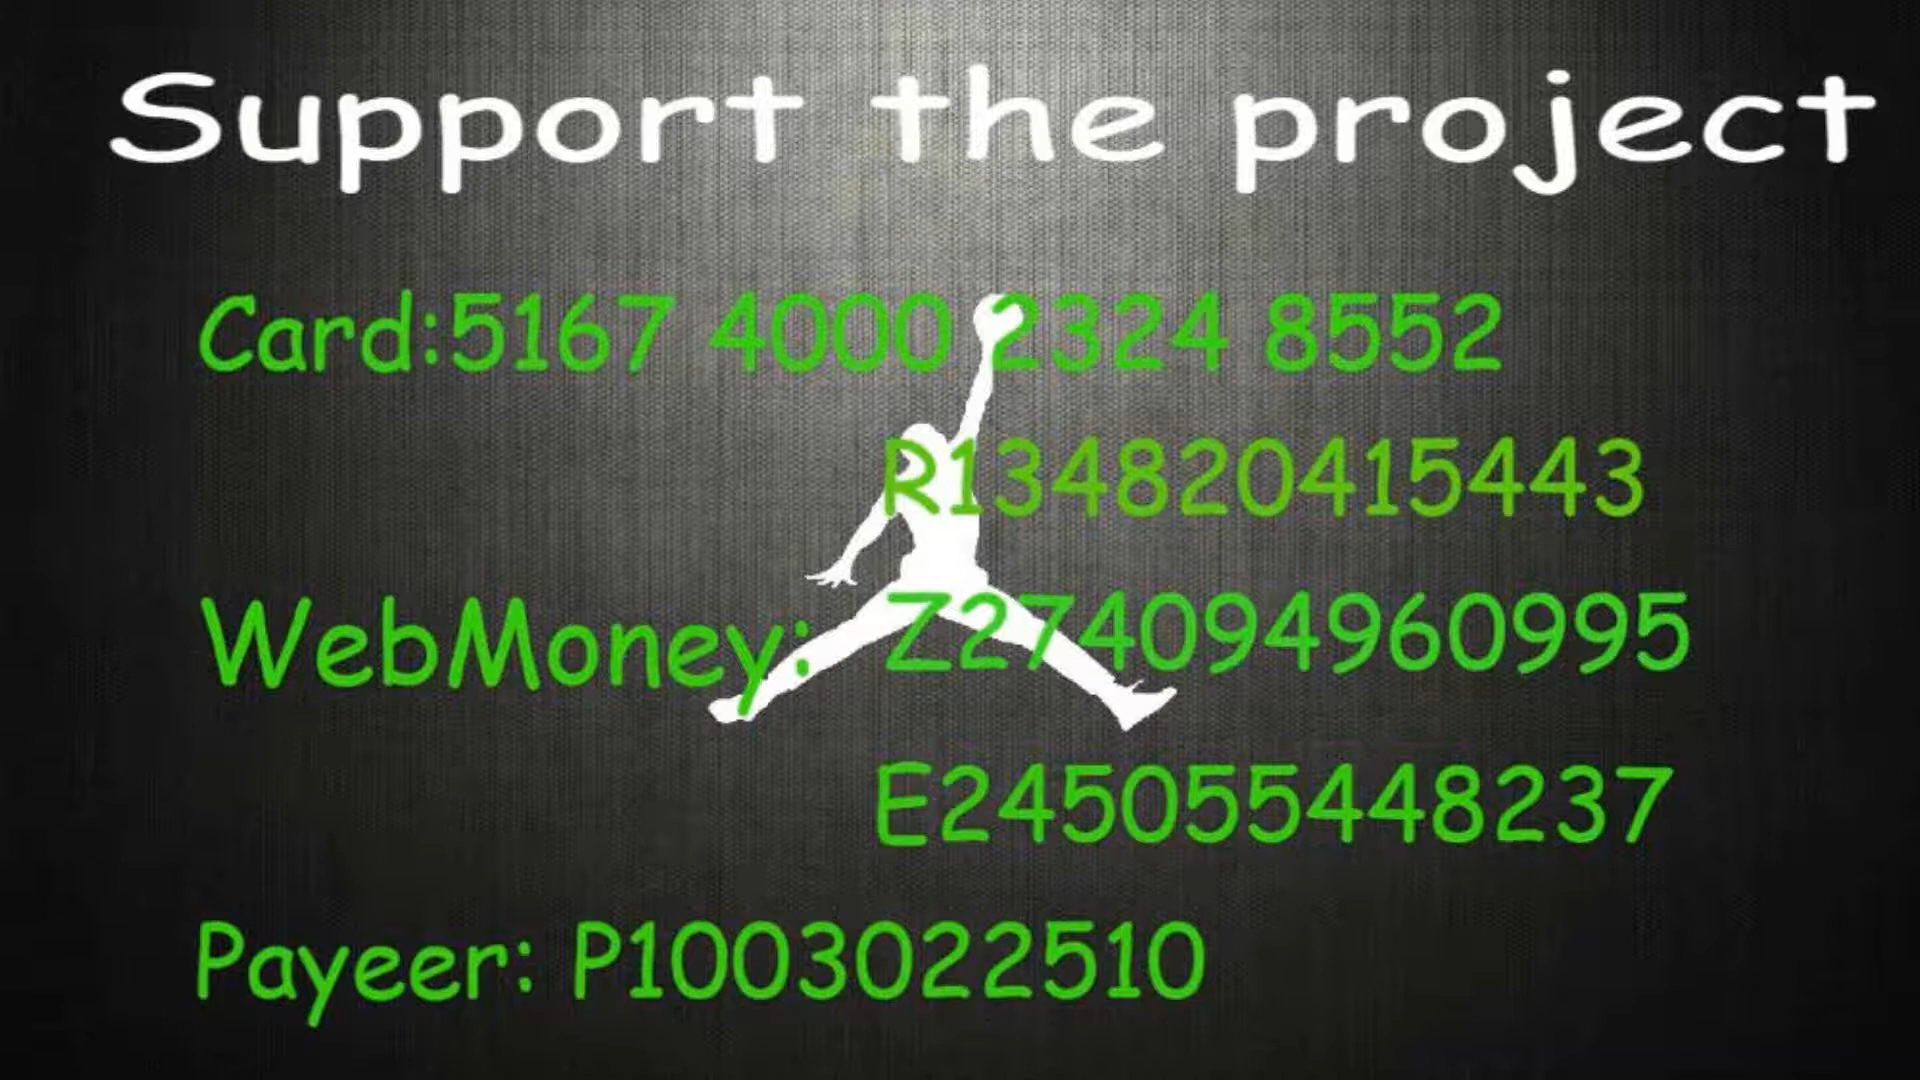 Support the project
Card:5167 4000 2324 8552
R134820415443
WebMoney: Z274094960995
E245055448237
Payeer: P1003022510